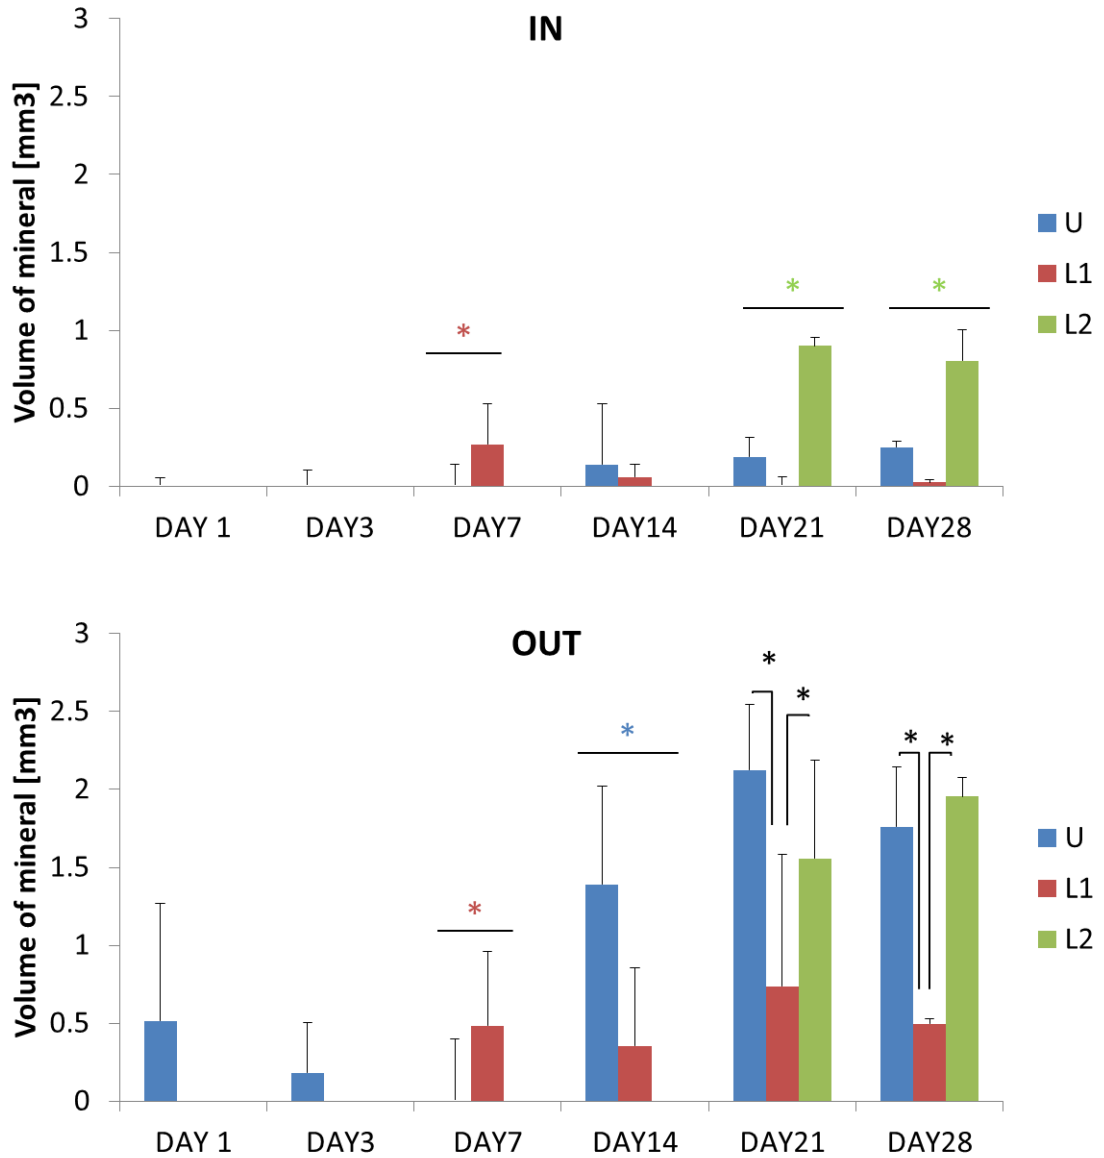 IN
Volume of mineral [mm3]
3
2.5
2
1.5
1
0.5
0
*
*
*
DAY 1 DAY3 DAY7 DAY14 DAY21 DAY28
U
L1
L2
OUT
Volume of mineral [mm3]
3
2.5
2
1.5
1
0.5
0
*
*
*
*
*
*
DAY 1 DAY3 DAY7 DAY14 DAY21 DAY28
U
L1
L2